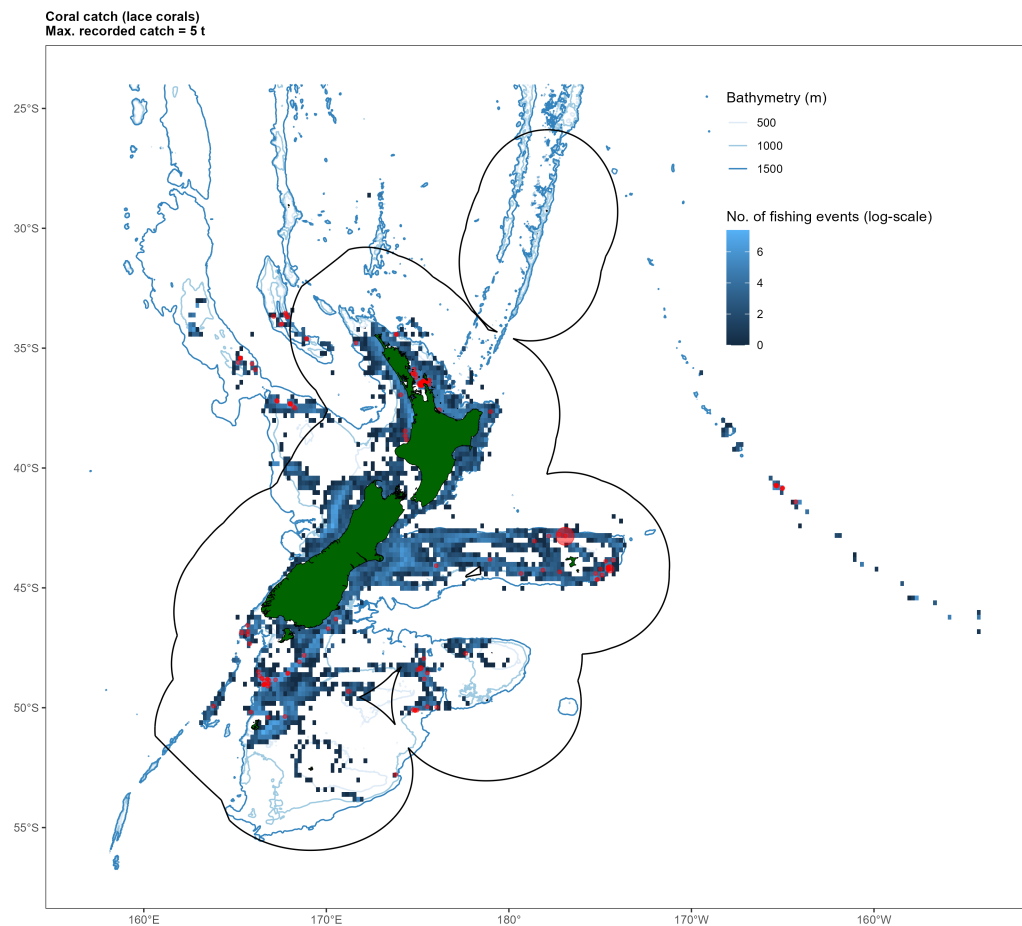 Coral catch (lace corals)
Max. recorded catch = 5 t
Bathymetry (m)
500
1000
1500
No. of fishing events (log-scale)
6
4
2
0
25°S
30°S
35°S
40°S
45°S
50°S
55°S
160°E
170°E
180°
170°W
160°W